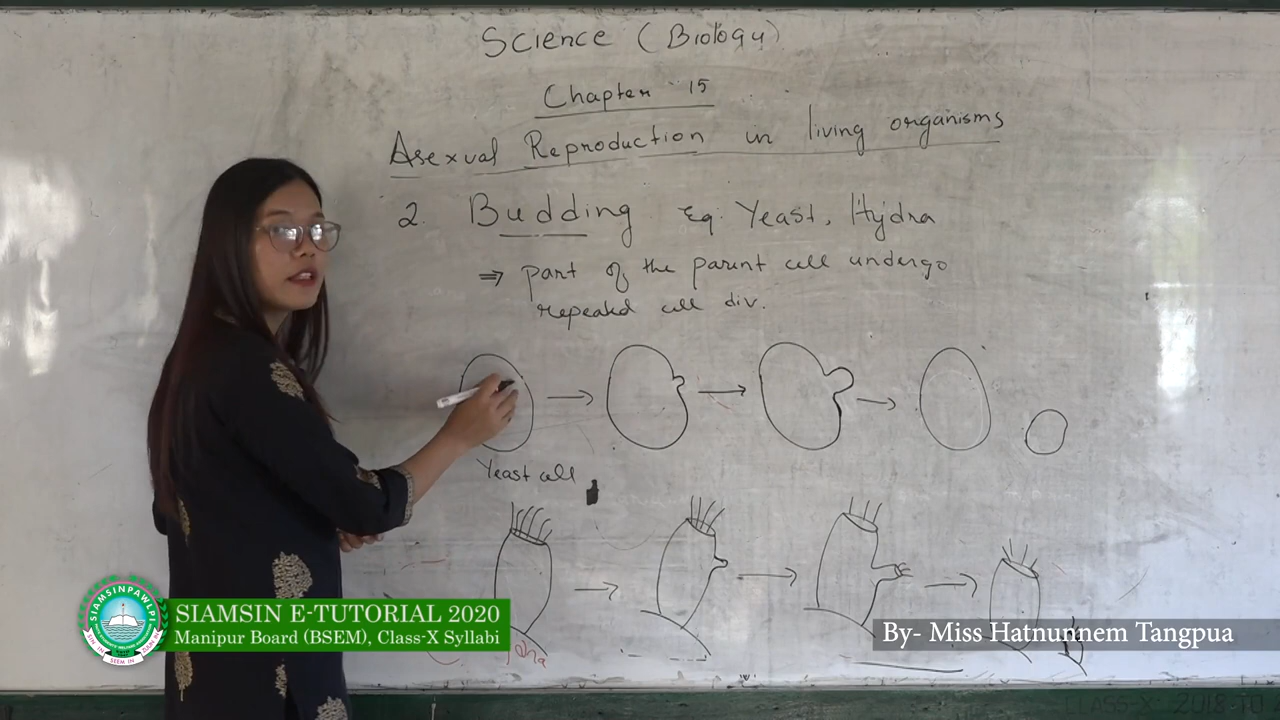 Science (Biology)
Chapter 15
Asexual Reproduction in living organisms
2. Budding eg. Yeast, Hydra
⇒ part of the parent cell undergo
repeated cell div.
Yeast cell
SIAMSINPAWLPI
SIAMSIN E-TUTORIAL 2020
Manipur Board (BSEM), Class-X Syllabi
By- Miss Hatnunnem Tangpua